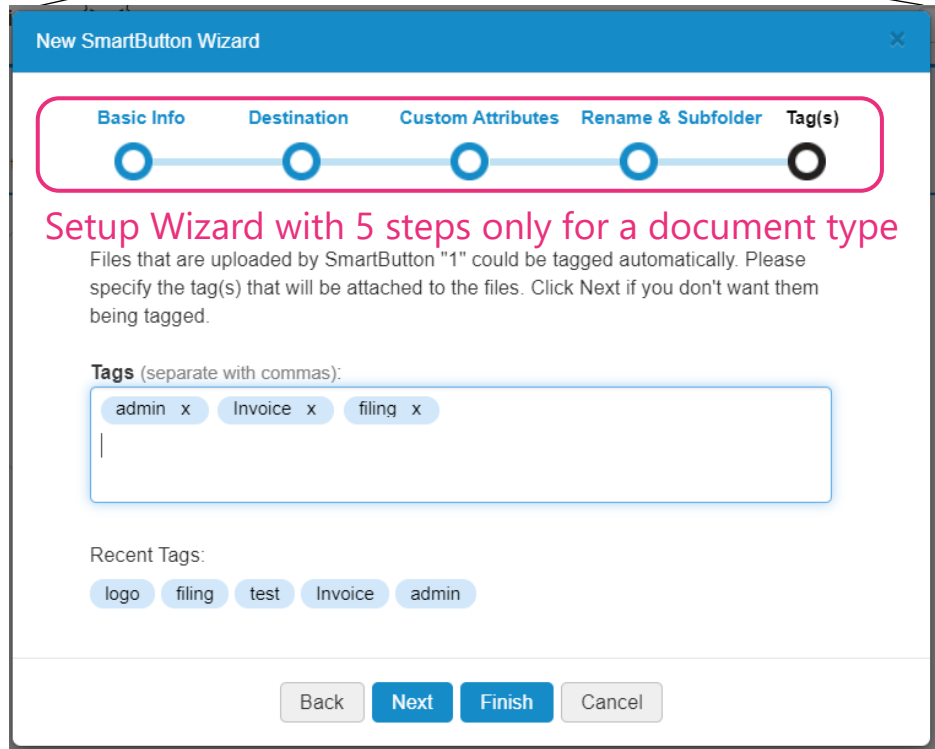 New SmartButton Wizard ×
Basic Info Destination Custom Attributes Rename & Subfolder Tag(s)
Setup Wizard with 5 steps only for a document type
Files that are uploaded by SmartButton "1" could be tagged automatically. Please
specify the tag(s) that will be attached to the files. Click Next if you don't want them
being tagged.
Tags (separate with commas):
admin x Invoice x filing x
Recent Tags:
logo filing test Invoice admin
Back Next Finish Cancel